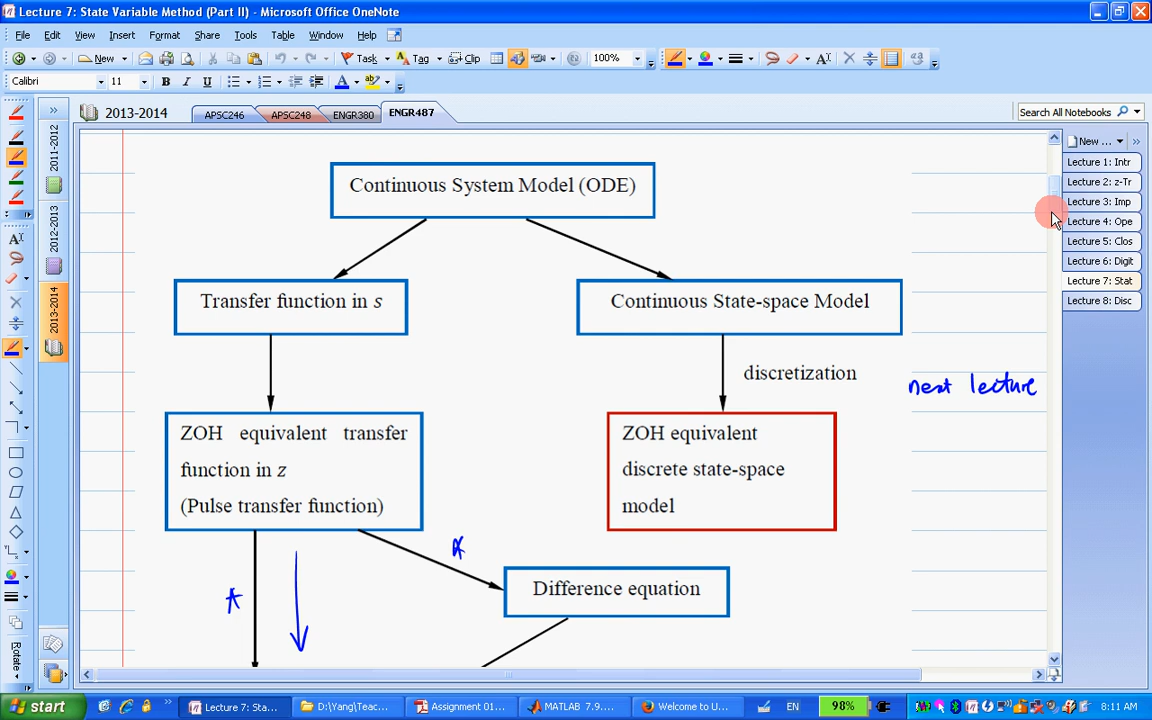 Lecture 7: State Variable Method (Part II) - Microsoft Office OneNote
File Edit View Insert Format Share Tools Table Window Help
New Task Tag Clip 100%
Calibri 11 B I U
2013-2014 APSC246 APSC248 ENGR380 ENGR487 Search All Notebooks
New ...
2011-2012
2012-2013
2013-2014
Rotate
Lecture 1: Intr
Lecture 2: z-Tr
Lecture 3: Imp
Lecture 4: Ope
Lecture 5: Clos
Lecture 6: Digit
Lecture 7: Stat
Lecture 8: Disc
Continuous System Model (ODE)
Transfer function in s
Continuous State-space Model
discretization
next lecture
ZOH equivalent transfer
function in z
(Pulse transfer function)
ZOH equivalent
discrete state-space
model
Difference equation
start Lecture 7: Sta... D:\Yang\Teac... Assignment 01... MATLAB 7.9.... Welcome to U... EN 98% 8:11 AM